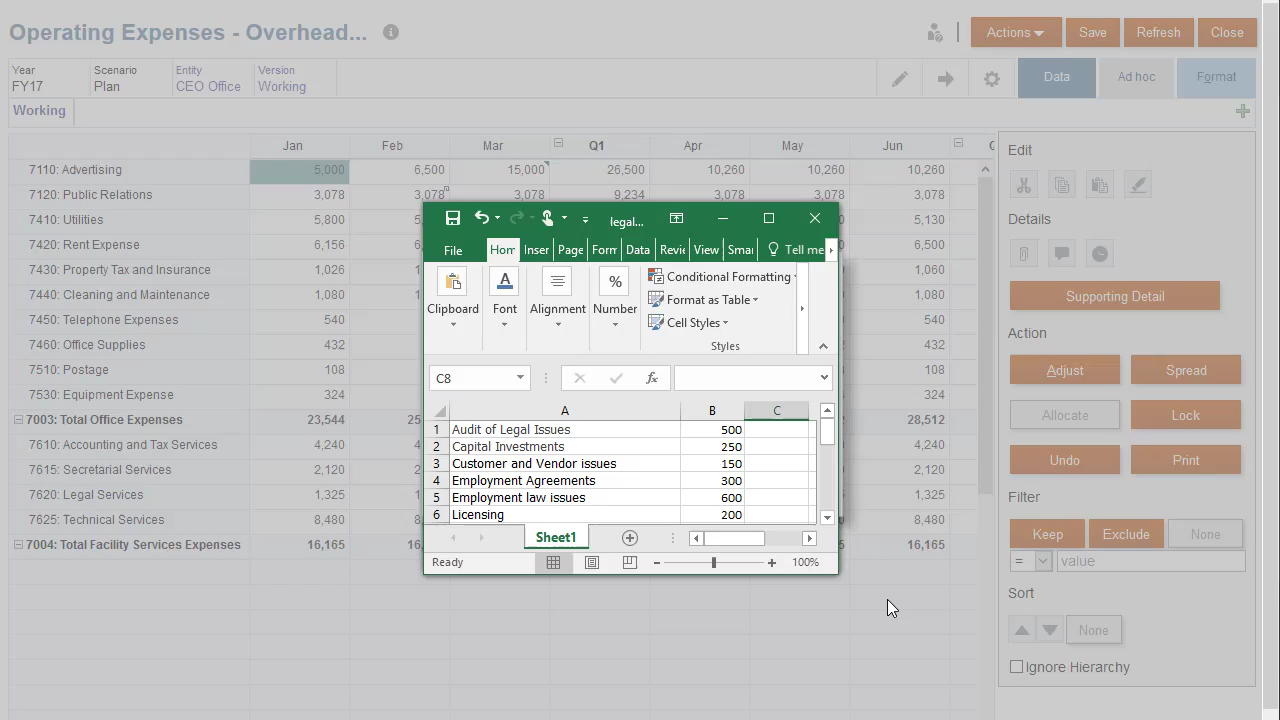 Operating Expenses - Overhead...
Actions Save Refresh Close
Year Scenario Entity Version
FY17 Plan CEO Office Working
Data Ad hoc Format
Working
Jan Feb Mar Q1 Apr May Jun
7110: Advertising 5,000 6,500 15,000 26,500 10,260 10,260 10,260
7120: Public Relations 3,078 3,078 3,078 9,234 3,078 3,078 3,078
7410: Utilities 5,800 5,130
7420: Rent Expense 6,156 6,500
7430: Property Tax and Insurance 1,026 1,060
7440: Cleaning and Maintenance 1,080 1,080
7450: Telephone Expenses 540 540
7460: Office Supplies 432 432
7510: Postage 108 108
7530: Equipment Expense 324 324
7003: Total Office Expenses 23,544 25 28,512
7610: Accounting and Tax Services 4,240 4,240
7615: Secretarial Services 2,120 2,120
7620: Legal Services 1,325 1,325
7625: Technical Services 8,480 8,480
7004: Total Facility Services Expenses 16,165 16, 16,165
legal...
File Hom Inser Page Form Data Revie View Sma Tell me
Clipboard Font Alignment % Number
Conditional Formatting
Format as Table
Cell Styles
Styles
C8 fx
A B C
1 Audit of Legal Issues 500
2 Capital Investments 250
3 Customer and Vendor issues 150
4 Employment Agreements 300
5 Employment law issues 600
6 Licensing 200
Sheet1
Ready 100%
Edit
Details
Supporting Detail
Action
Adjust Spread
Allocate Lock
Undo Print
Filter
Keep Exclude None
= value
Sort
None
Ignore Hierarchy